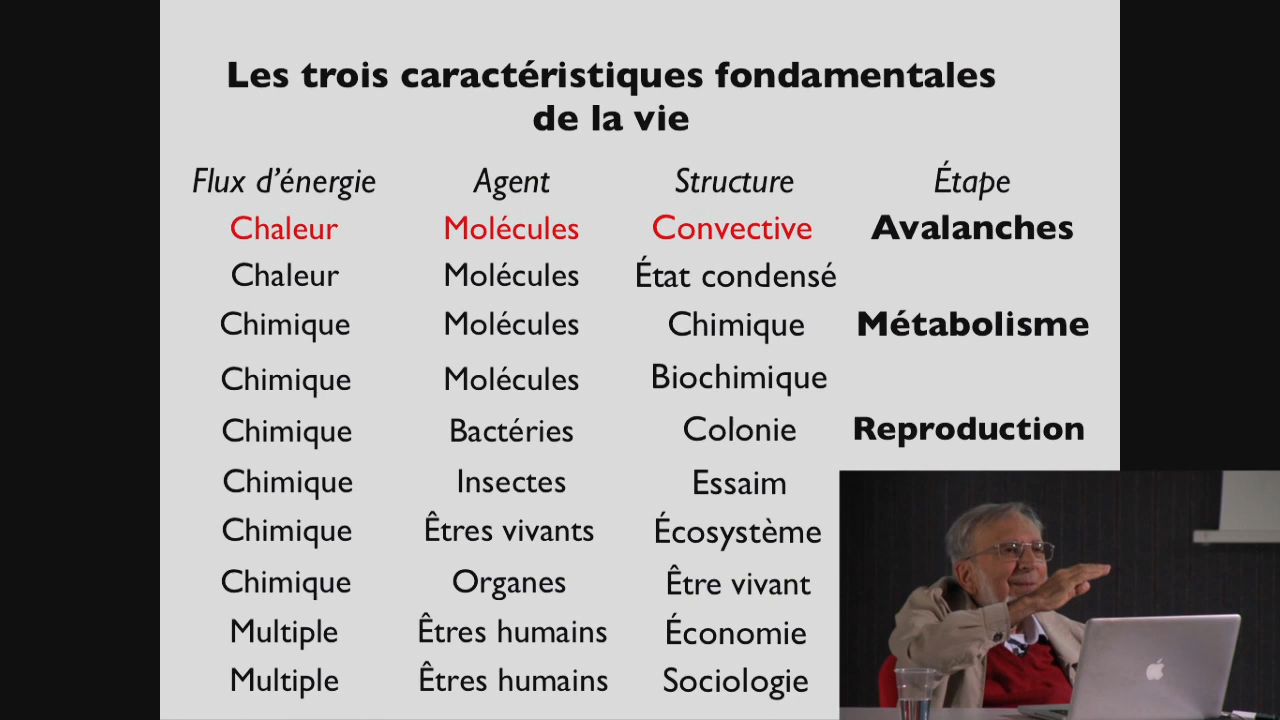 Les trois caractéristiques fondamentales
de la vie
Flux d'énergie Agent Structure Étape
Chaleur Molécules Convective Avalanches
Chaleur Molécules État condensé
Chimique Molécules Chimique Métabolisme
Chimique Molécules Biochimique
Chimique Bactéries Colonie Reproduction
Chimique Insectes Essaim
Chimique Êtres vivants Écosystème
Chimique Organes Être vivant
Multiple Êtres humains Économie
Multiple Êtres humains Sociologie